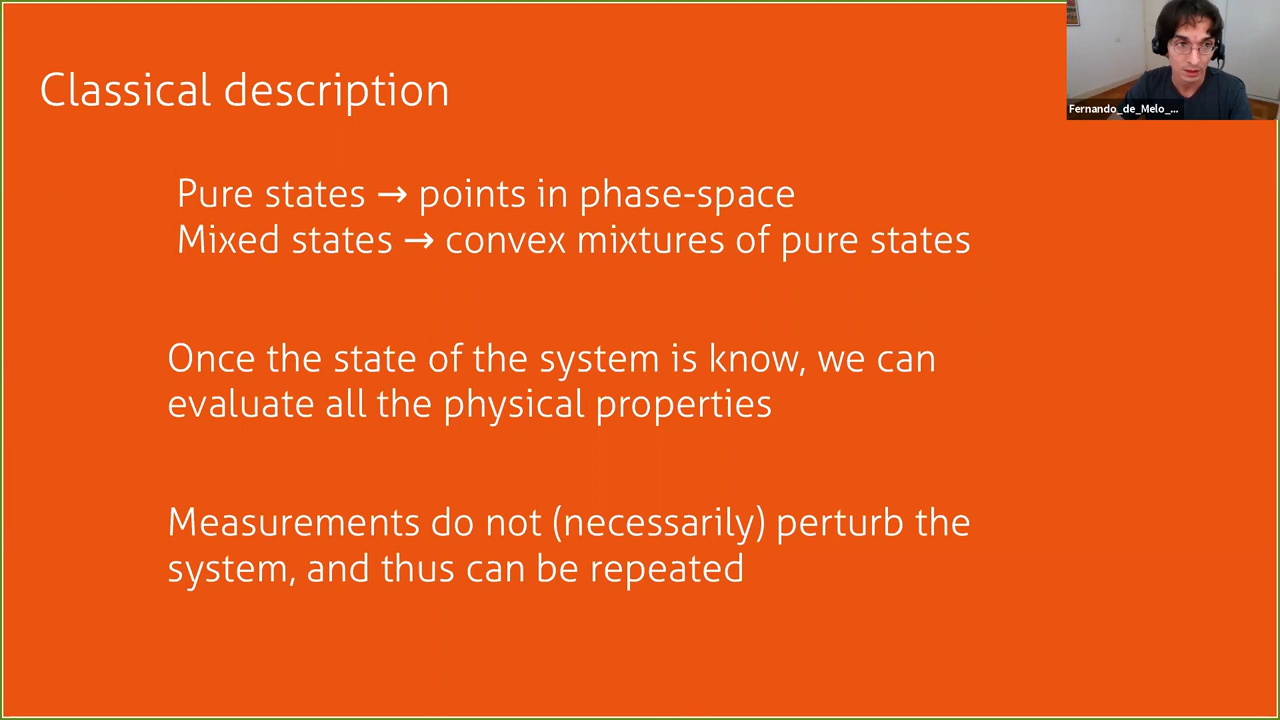 Classical description
Fernando_de_Melo_...
Pure states → points in phase-space
Mixed states → convex mixtures of pure states
Once the state of the system is know, we can
evaluate all the physical properties
Measurements do not (necessarily) perturb the
system, and thus can be repeated